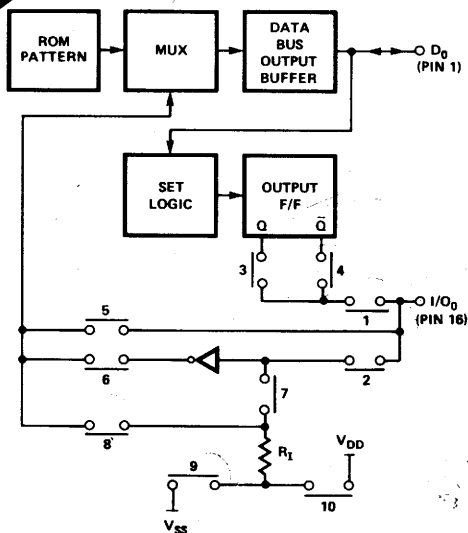 ROM
PATTERN
MUX
DATA
BUS
OUTPUT
BUFFER
D0
(PIN 1)
SET
LOGIC
OUTPUT
F/F
Q
Q̅
3
4
1
I/O0
(PIN 16)
5
6
2
7
8
RI
9
10
VDD
VSS